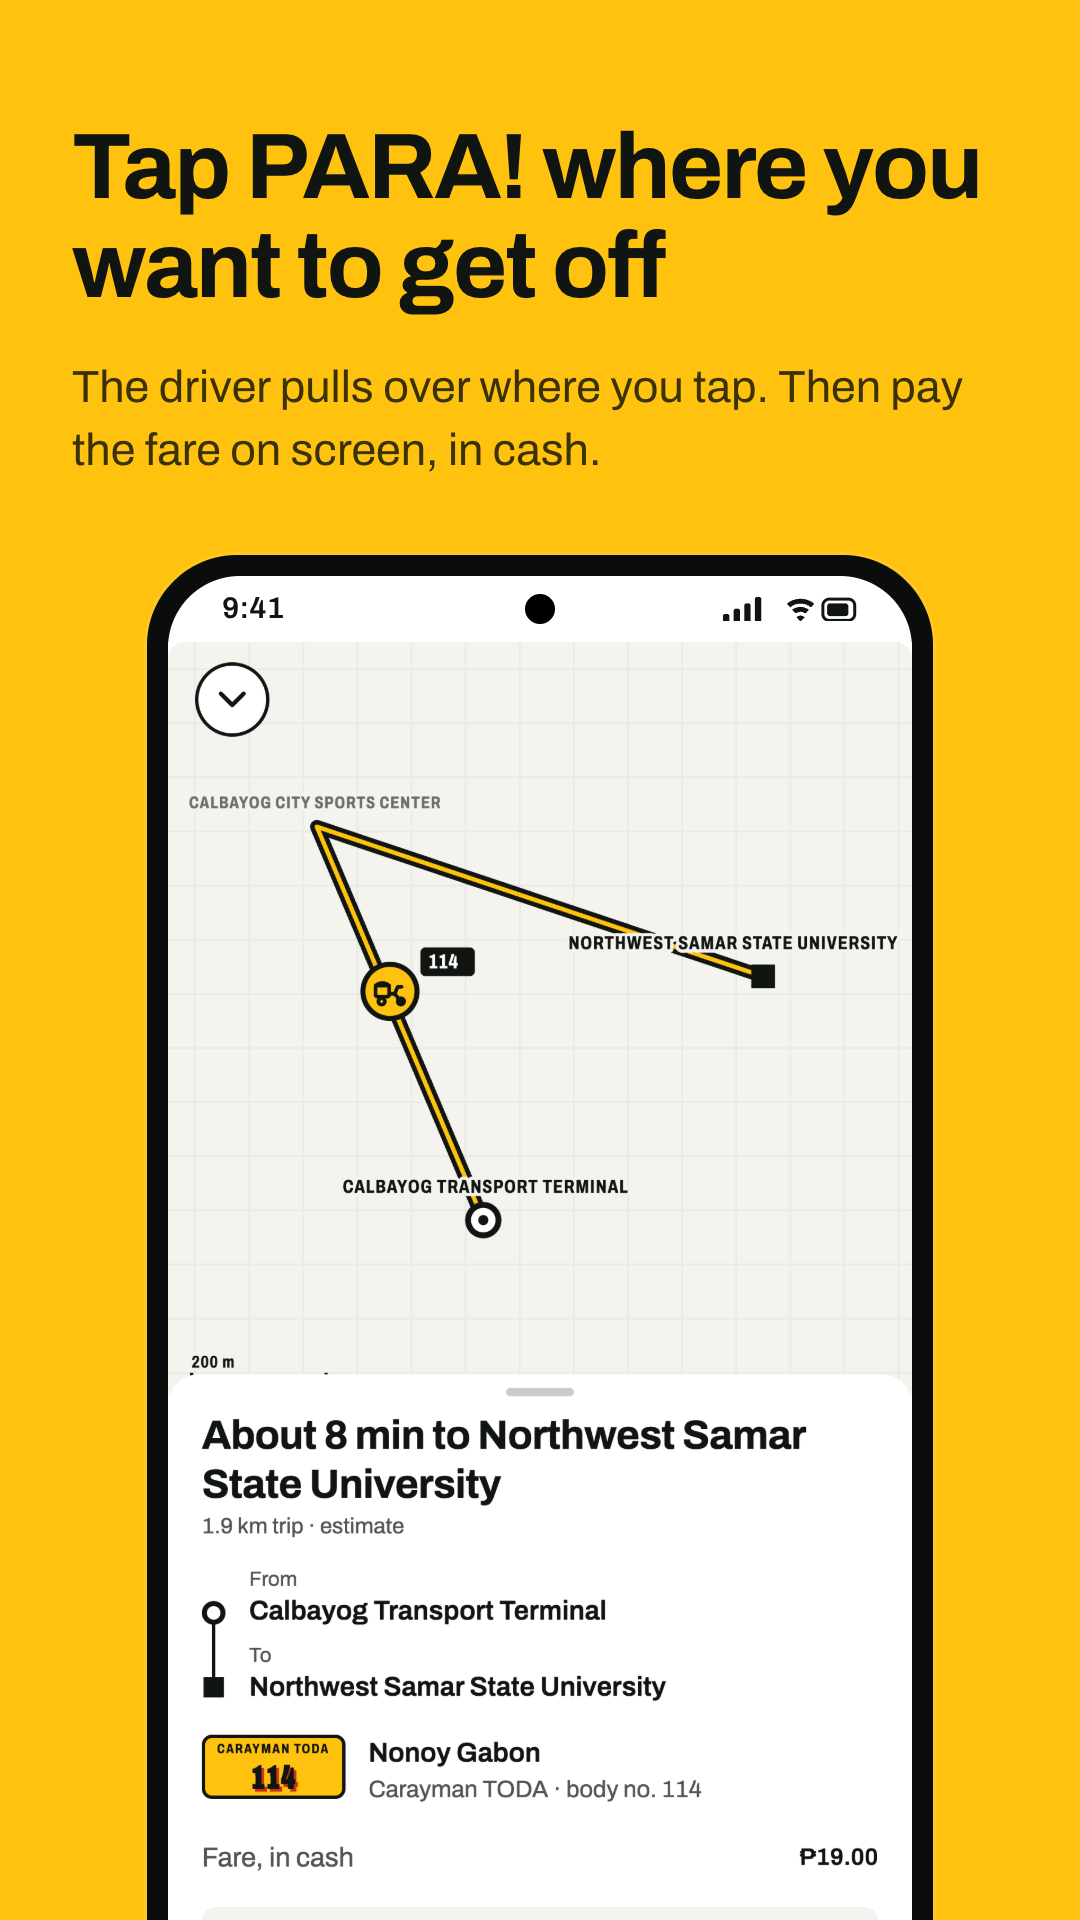 Tap PARA! where you
want to get off
The driver pulls over where you tap. Then pay
the fare on screen, in cash.
9:41
CALBAYOG CITY SPORTS CENTER
NORTHWEST SAMAR STATE UNIVERSITY
114
CALBAYOG TRANSPORT TERMINAL
200 m
About 8 min to Northwest Samar
State University
1.9 km trip · estimate
From
Calbayog Transport Terminal
To
Northwest Samar State University
CARAYMAN TODA
114
Nonoy Gabon
Carayman TODA · body no. 114
Fare, in cash
₱19.00